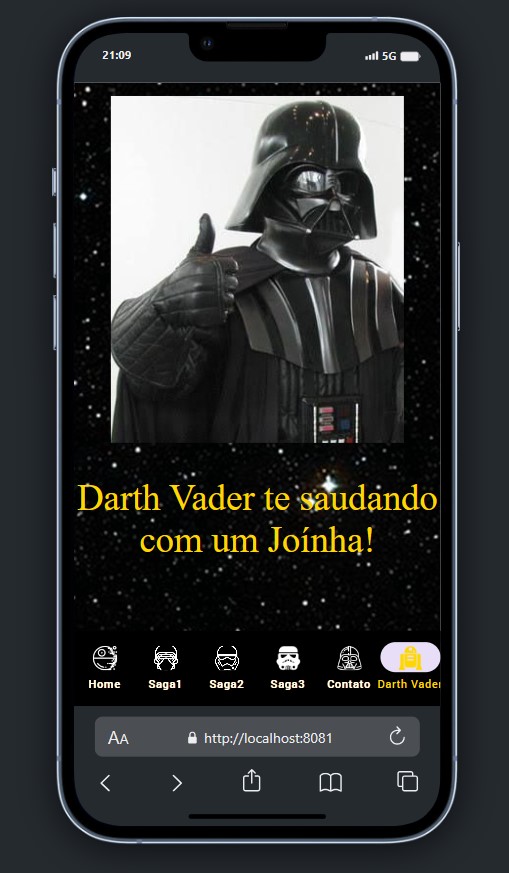 21:09
5G
Darth Vader te saudando
com um Joínha!
Home Saga1 Saga2 Saga3 Contato Darth Vader
AA http://localhost:8081